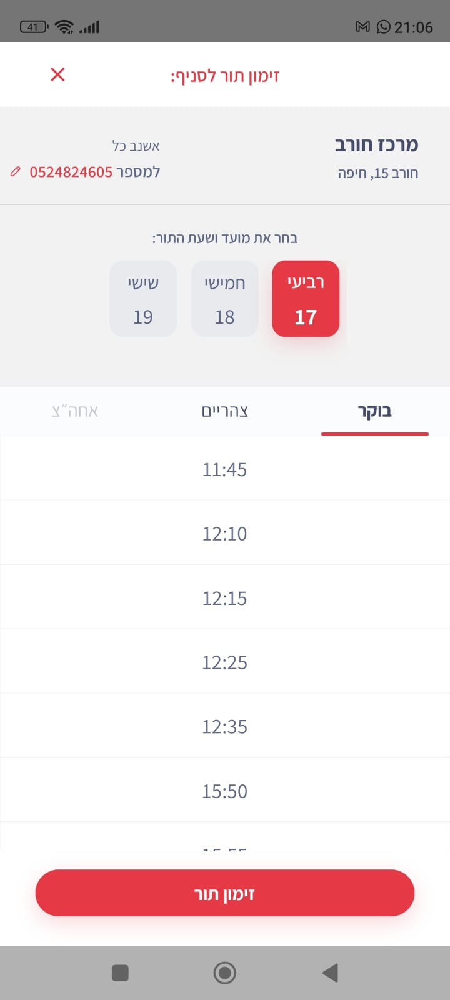 41
21:06
זימון תור לסניף:
מרכז חורב
חורב 15, חיפה
אשנב כל
למספר 0524824605
בחר את מועד ושעת התור:
רביעי
17
חמישי
18
שישי
19
בוקר
צהריים
אחה״צ
11:45
12:10
12:15
12:25
12:35
15:50
זימון תור